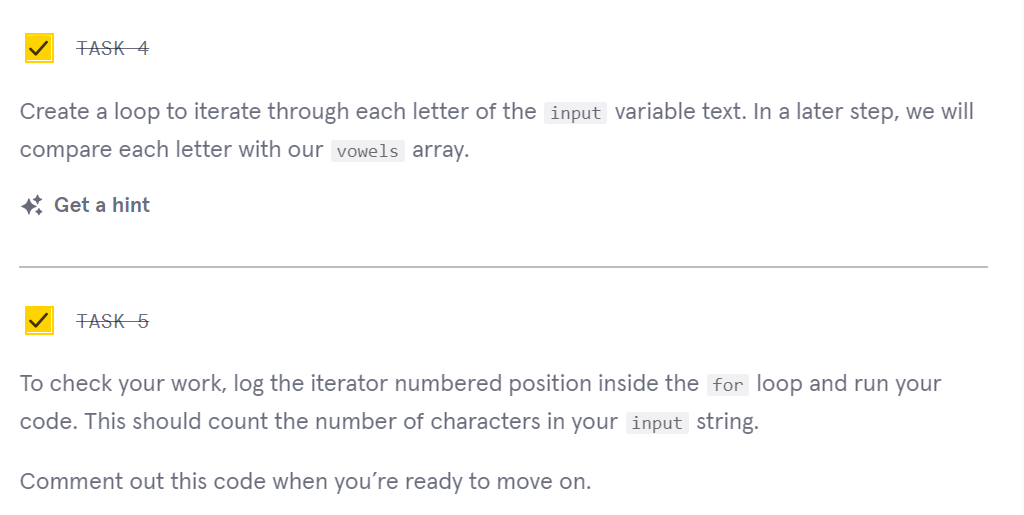 TASK 4
Create a loop to iterate through each letter of the input variable text. In a later step, we will
compare each letter with our vowels array.
Get a hint
TASK 5
To check your work, log the iterator numbered position inside the for loop and run your
code. This should count the number of characters in your input string.
Comment out this code when you’re ready to move on.